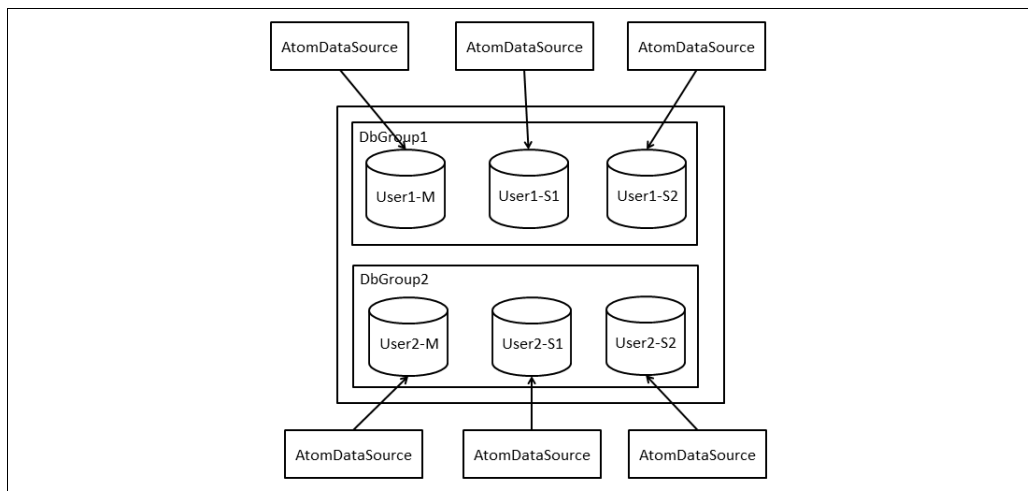 AtomDataSource
AtomDataSource
AtomDataSource
DbGroup1
User1-M
User1-S1
User1-S2
DbGroup2
User2-M
User2-S1
User2-S2
AtomDataSource
AtomDataSource
AtomDataSource